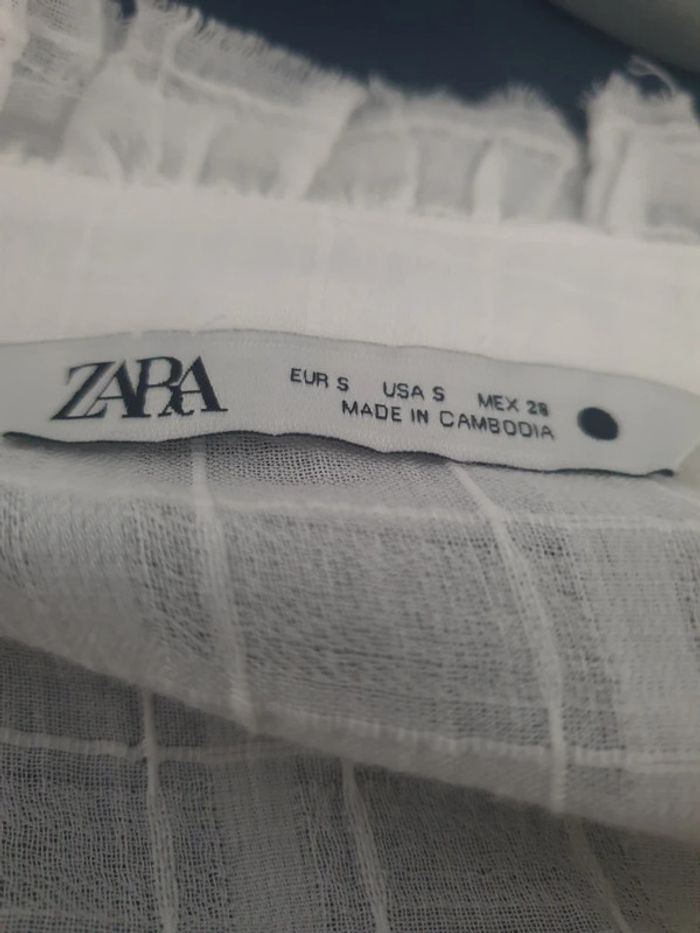 ZARA
EUR S USA S MEX 28
MADE IN CAMBODIA